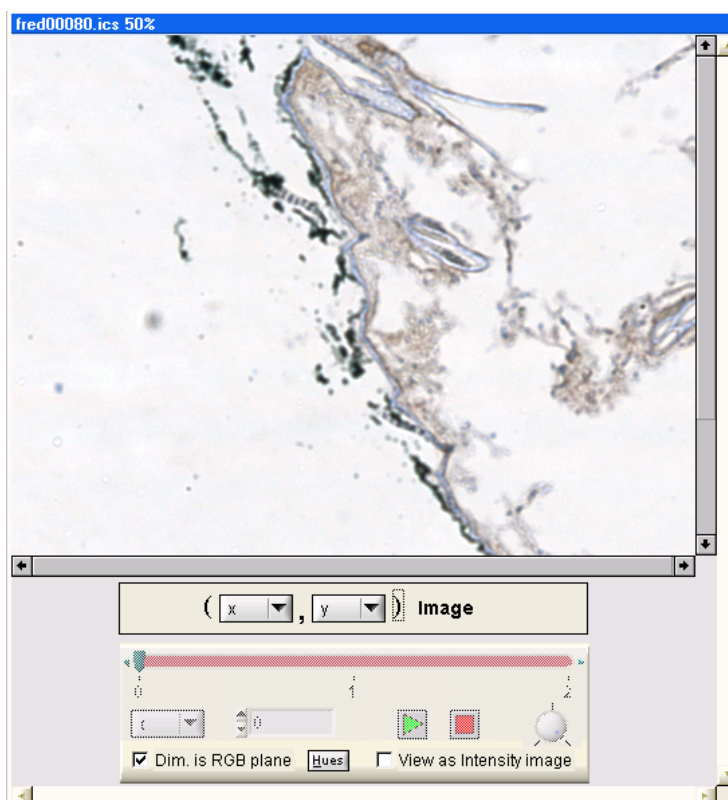 fred00080.ics 50%
( x , y ) Image
0 1 2
0
Dim. is RGB plane Hues View as Intensity image